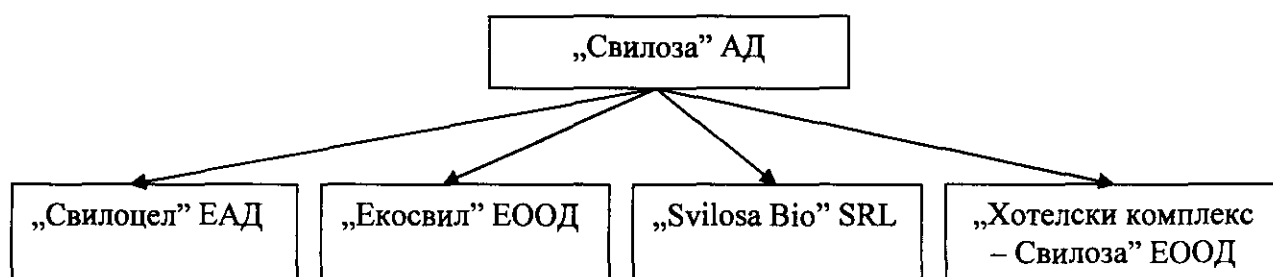 „Свилоза” АД
„Свилоцел” ЕАД
„Екосвил” ЕООД
„Svilosa Bio” SRL
„Хотелски комплекс
– Свилоза” ЕООД